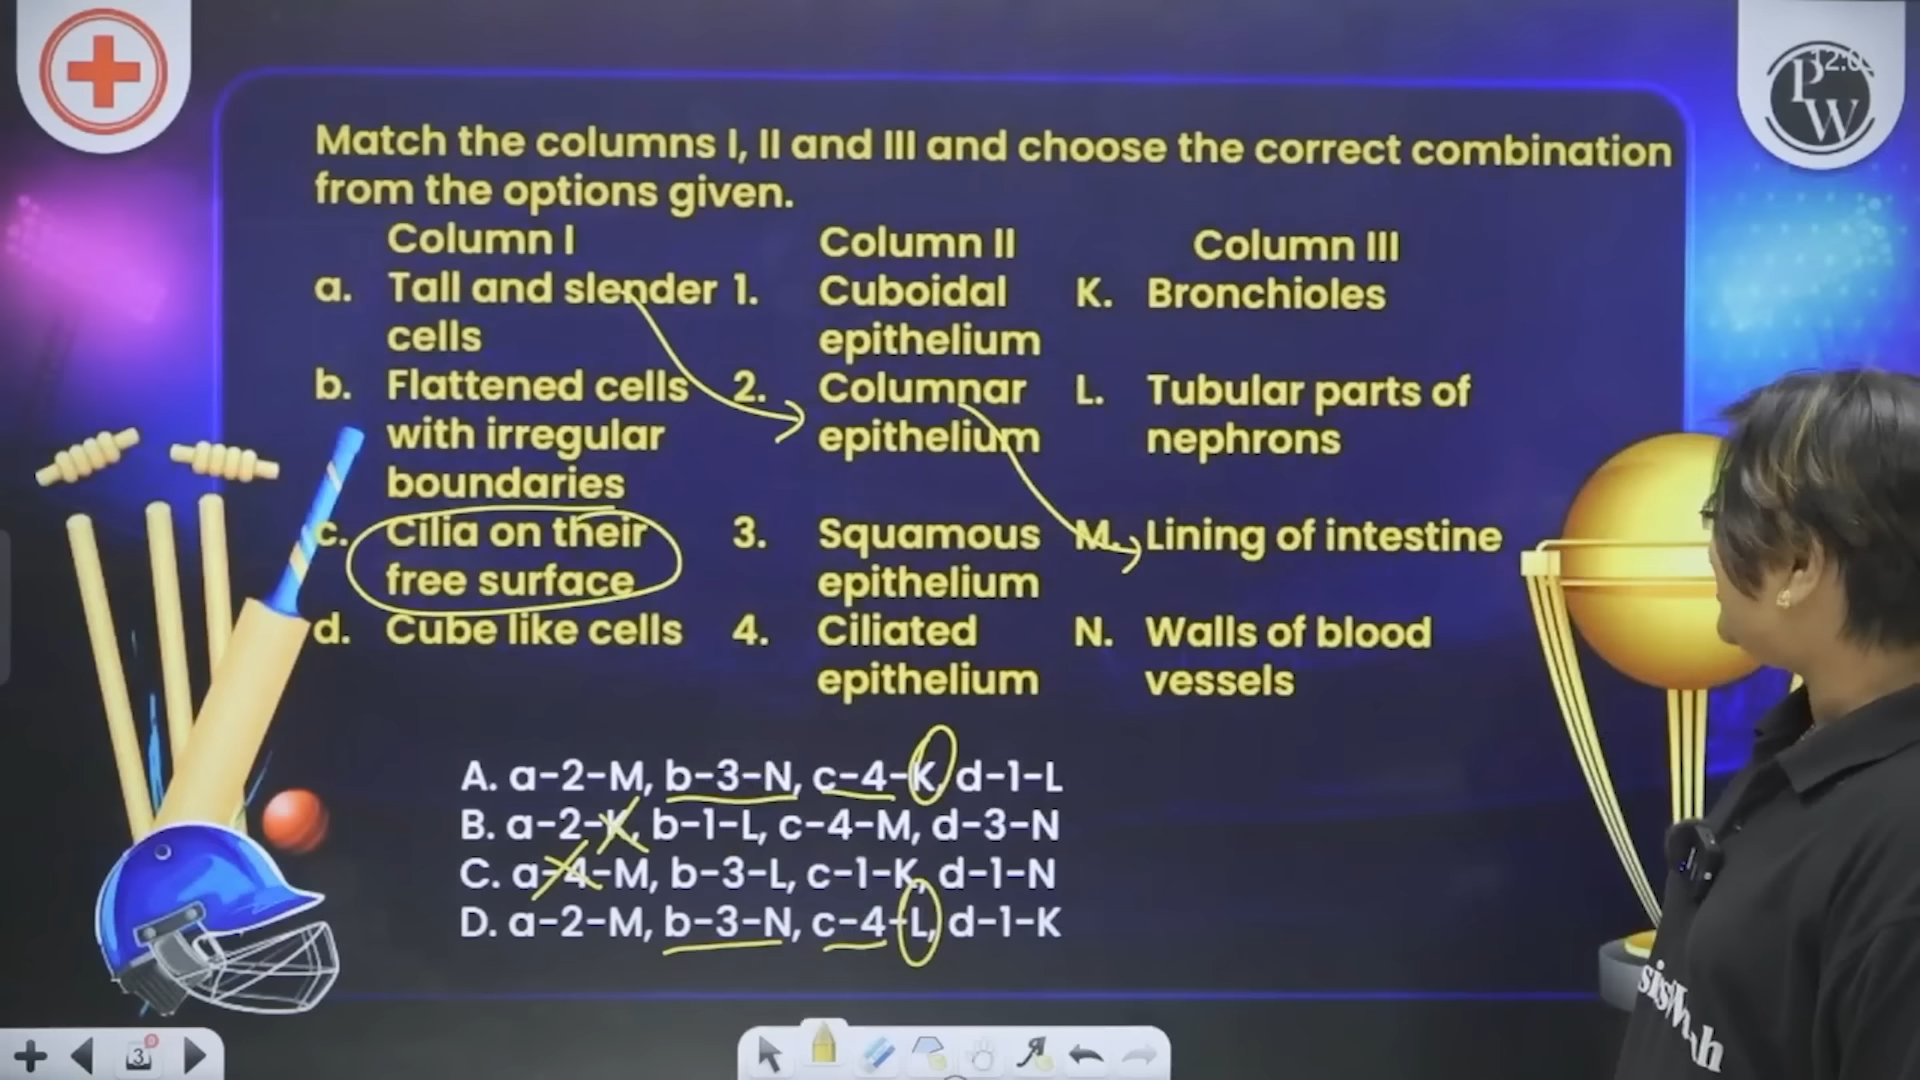 12:0
PW
Match the columns I, II and III and choose the correct combination
from the options given.
Column I Column II Column III
a. Tall and slender 1. Cuboidal K. Bronchioles
cells epithelium
b. Flattened cells 2. Columnar L. Tubular parts of
with irregular epithelium nephrons
boundaries
c. Cilia on their 3. Squamous M. Lining of intestine
free surface epithelium
d. Cube like cells 4. Ciliated N. Walls of blood
epithelium vessels
A. a-2-M, b-3-N, c-4-K, d-1-L
B. a-2-K, b-1-L, c-4-M, d-3-N
C. a-4-M, b-3-L, c-1-K, d-1-N
D. a-2-M, b-3-N, c-4-L, d-1-K
3